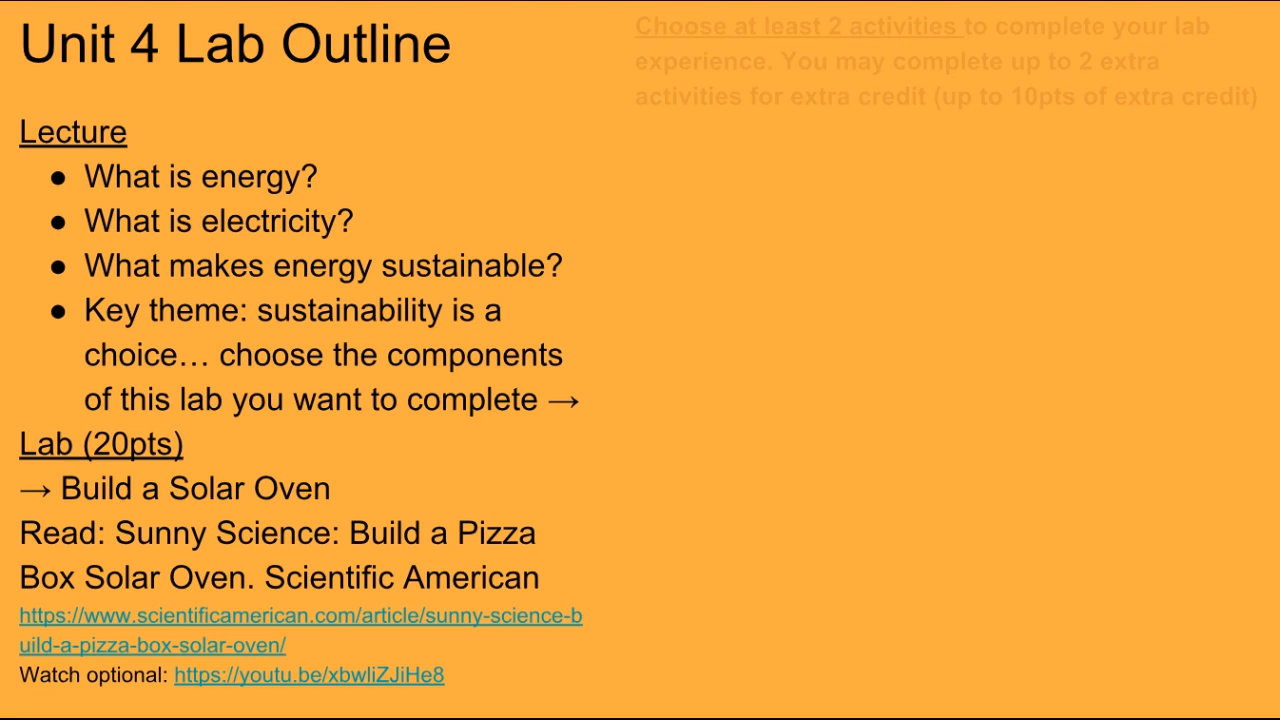 Unit 4 Lab Outline
Choose at least 2 activities to complete your lab
experience. You may complete up to 2 extra
activities for extra credit (up to 10pts of extra credit)
Lecture
● What is energy?
● What is electricity?
● What makes energy sustainable?
● Key theme: sustainability is a
choice… choose the components
of this lab you want to complete →
Lab (20pts)
→ Build a Solar Oven
Read: Sunny Science: Build a Pizza
Box Solar Oven. Scientific American
https://www.scientificamerican.com/article/sunny-science-b
uild-a-pizza-box-solar-oven/
Watch optional: https://youtu.be/xbwliZJiHe8